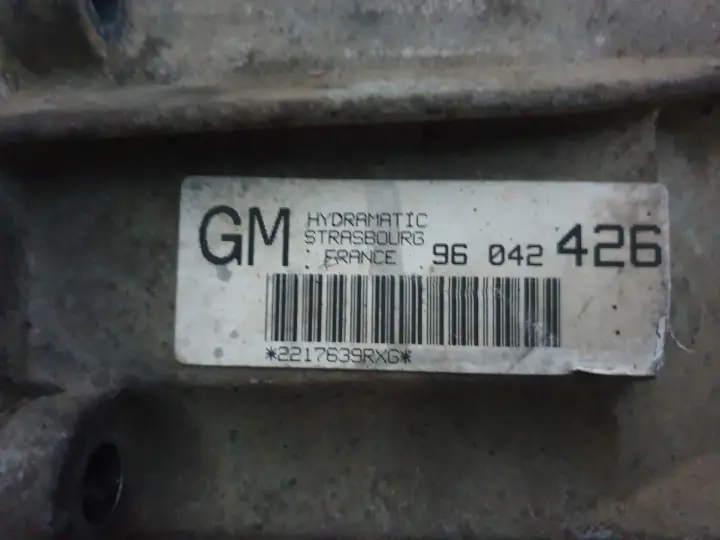 GM HYDRAMATIC
STRASBOURG
FRANCE 96 042 426
*2217639RXG*